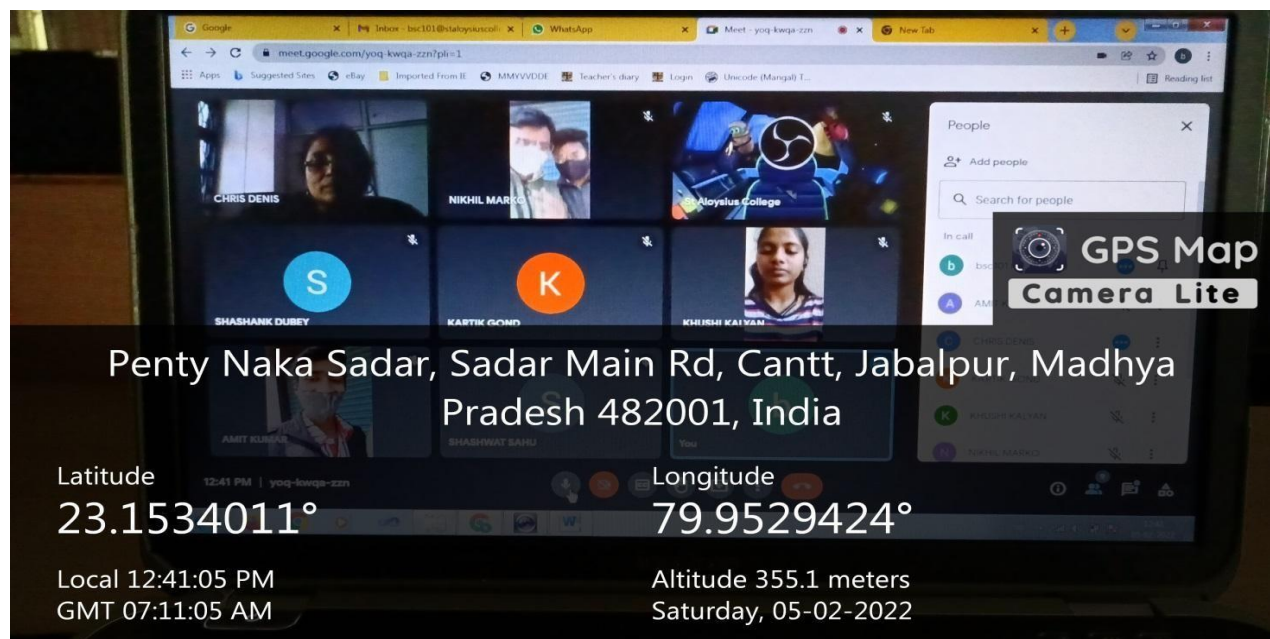 Google
Inbox - bsc101@staloysiuscoll
WhatsApp
Meet - yoq-kwqa-zzn
New Tab
meet.google.com/yoq-kwqa-zzn?pli=1
Apps
Suggested Sites
eBay
Imported From IE
MMYVVDDE
Teacher's diary
Login
Unicode (Mangal) T...
Reading list
CHRIS DENIS
NIKHIL MARKO
St Aloysius College
People
Add people
Search for people
In call
GPS Map
Camera Lite
S
K
b
A
SHASHANK DUBEY
KARTIK GOND
KHUSHI KALYAN
CHRIS DENIS
Penty Naka Sadar, Sadar Main Rd, Cantt, Jabalpur, Madhya
Pradesh 482001, India
K KHUSHI KALYAN
AMIT KUMAR
SHASHWAT SAHU
You
NIKHIL MARKO
12:41 PM | yoq-kwqa-zzn
Latitude
23.1534011°
Longitude
79.9529424°
Local 12:41:05 PM
GMT 07:11:05 AM
Altitude 355.1 meters
Saturday, 05-02-2022